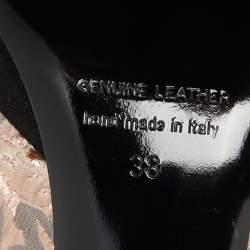 GENUINE LEATHER
hand made in Italy
38